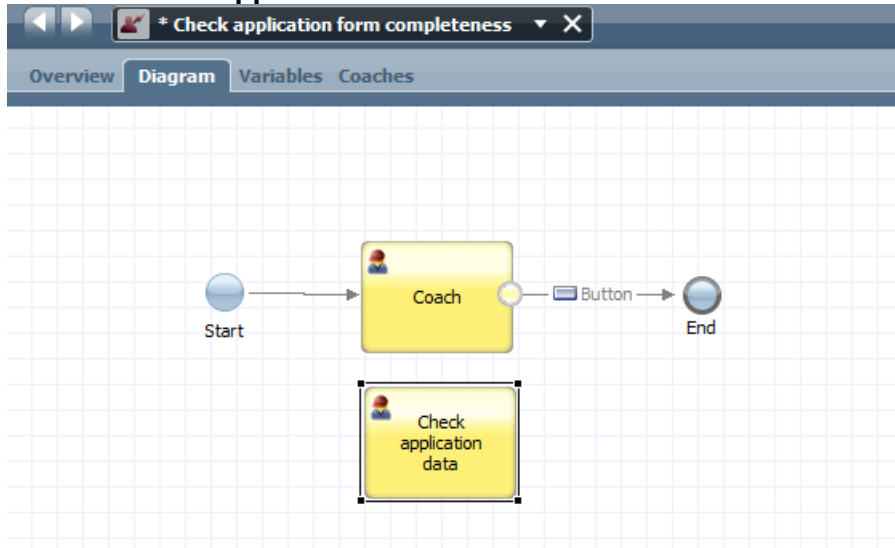 * Check application form completeness
Overview Diagram Variables Coaches
Coach
Button
Start
End
Check
application
data